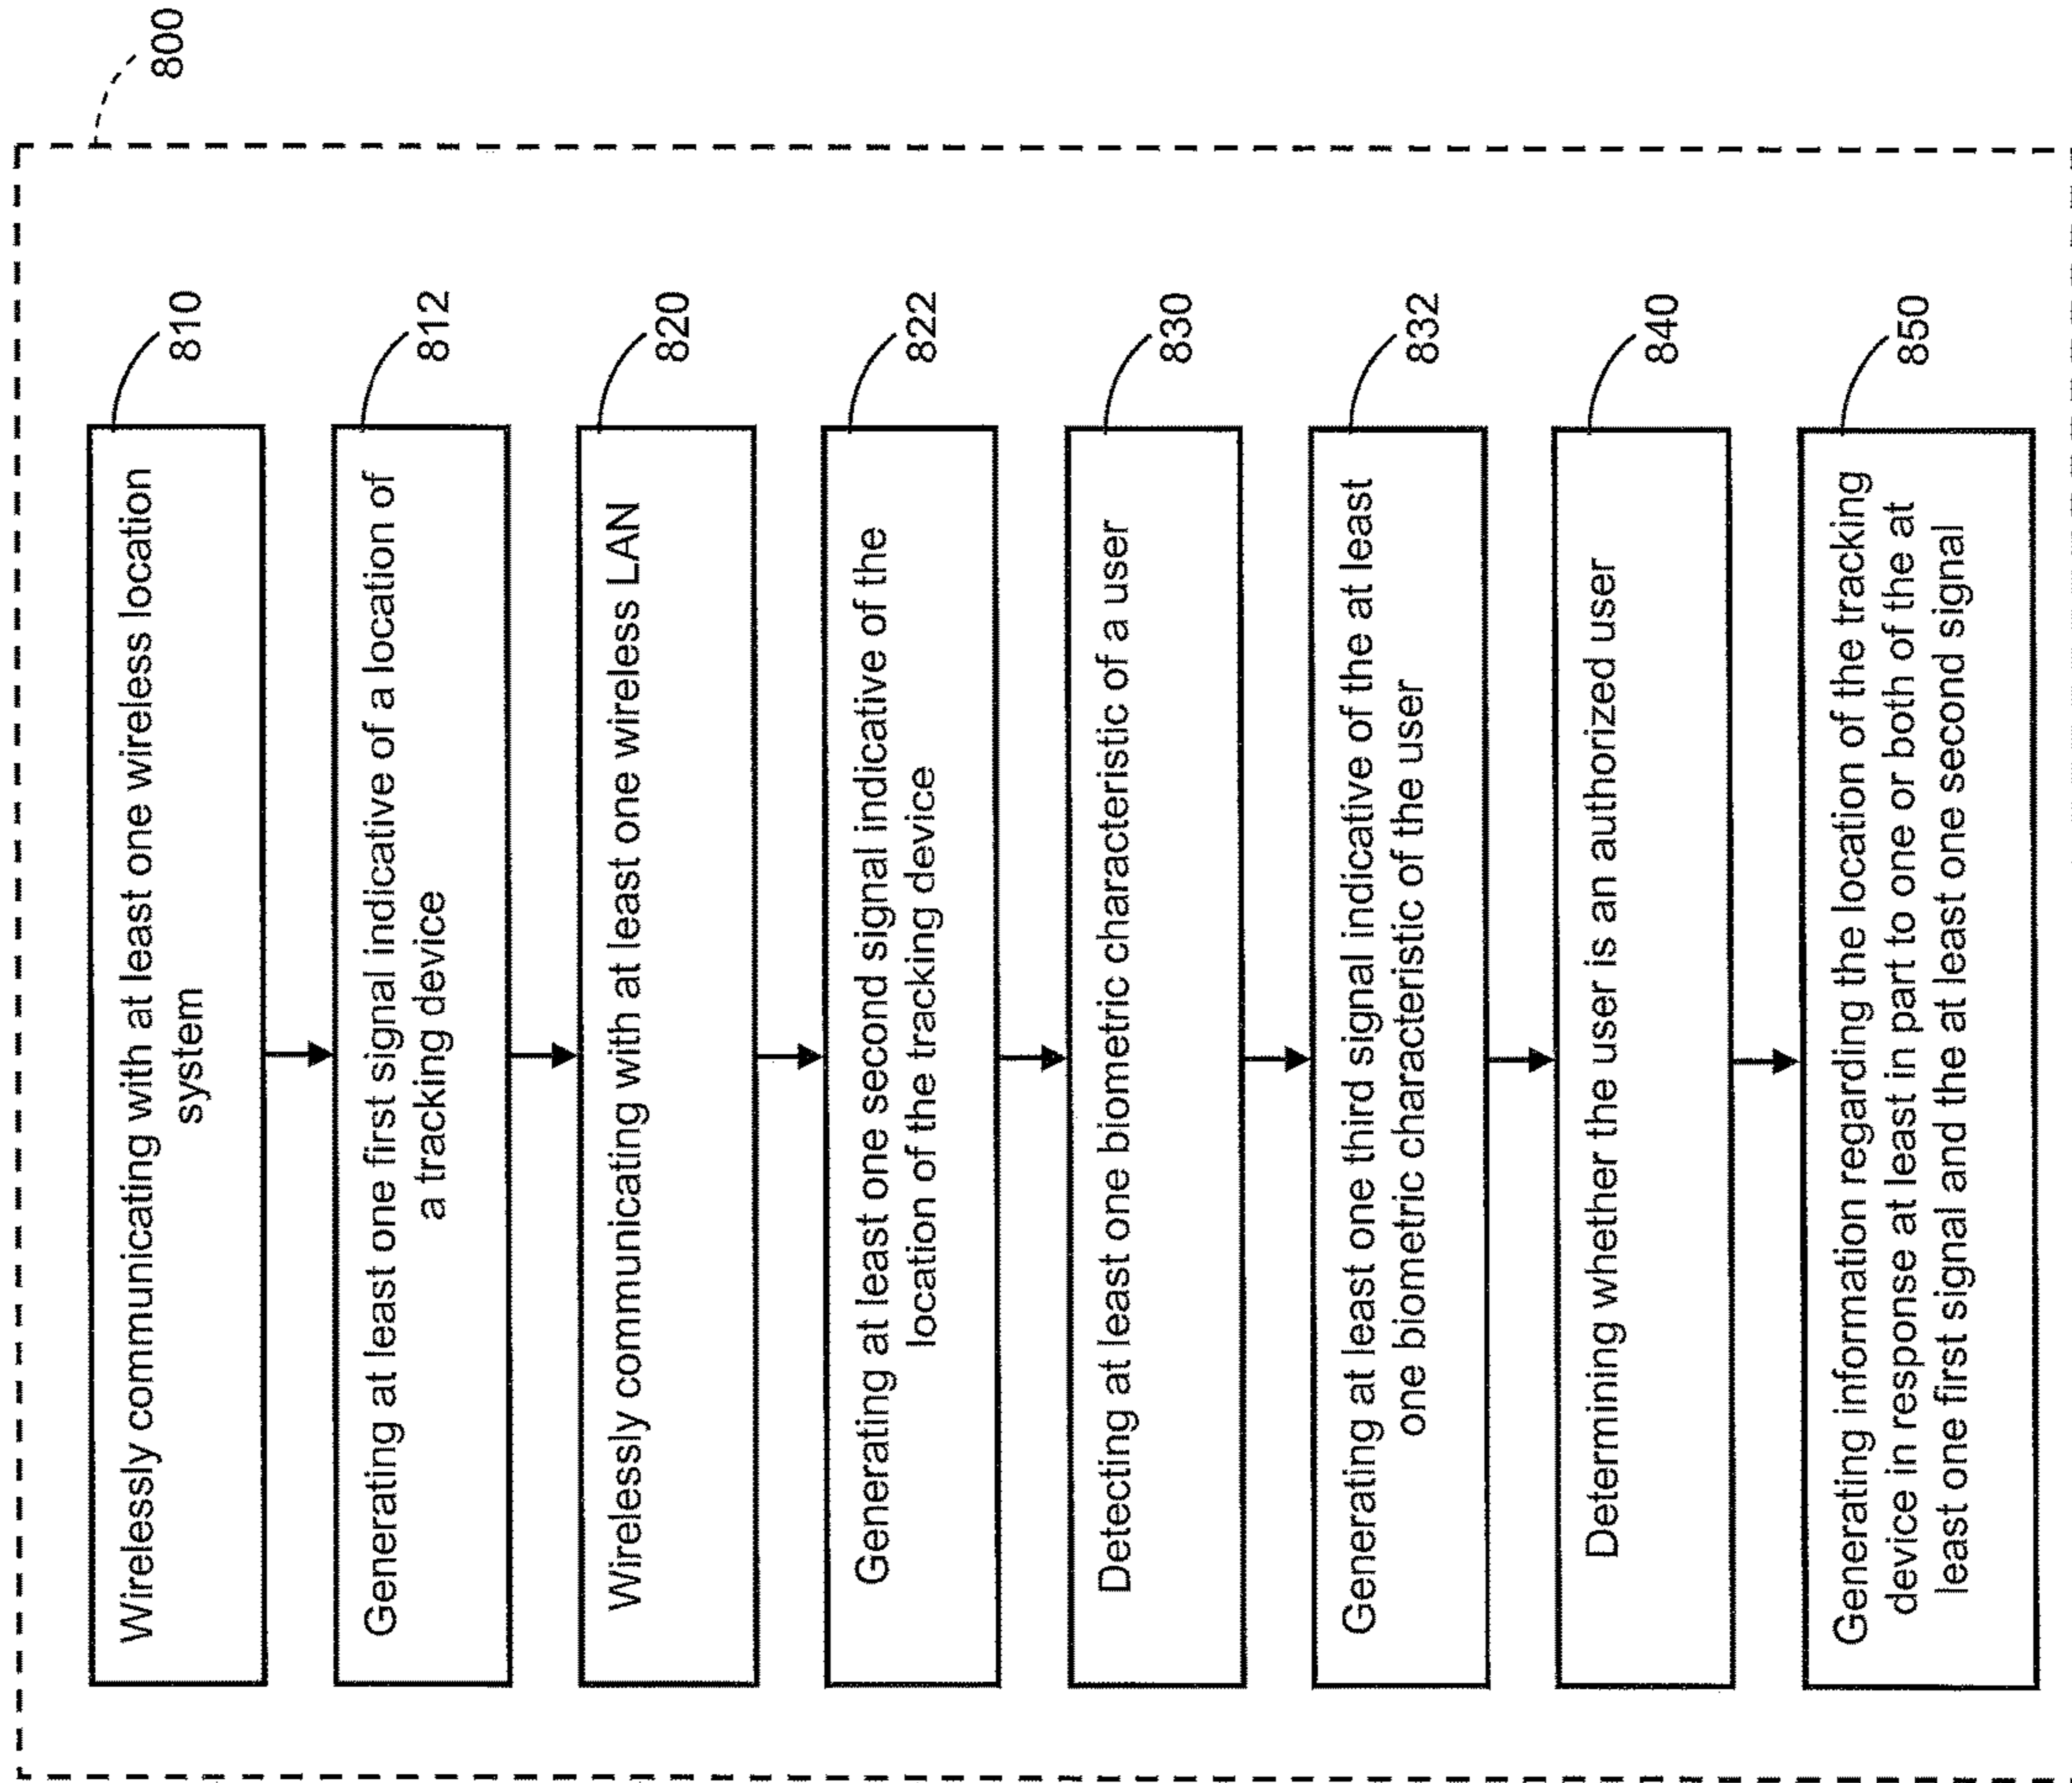 800
810
Wirelessly communicating with at least one wireless location
system
812
Generating at least one first signal indicative of a location of
a tracking device
820
Wirelessly communicating with at least one wireless LAN
822
Generating at least one second signal indicative of the
location of the tracking device
830
Detecting at least one biometric characteristic of a user
832
Generating at least one third signal indicative of the at least
one biometric characteristic of the user
840
Determining whether the user is an authorized user
850
Generating information regarding the location of the tracking
device in response at least in part to one or both of the at
least one first signal and the at least one second signal